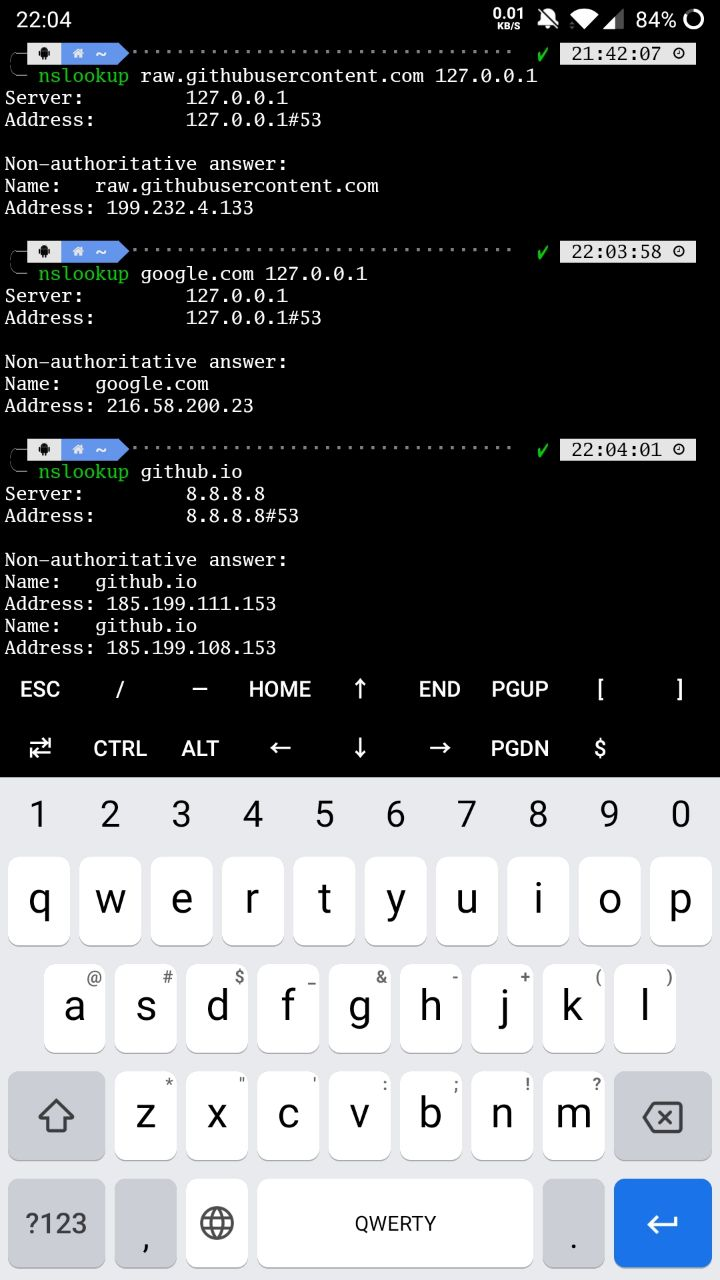 22:04 0.01 KB/S 84%
~ ✓ 21:42:07
nslookup raw.githubusercontent.com 127.0.0.1
Server: 127.0.0.1
Address: 127.0.0.1#53
Non-authoritative answer:
Name: raw.githubusercontent.com
Address: 199.232.4.133
~ ✓ 22:03:58
nslookup google.com 127.0.0.1
Server: 127.0.0.1
Address: 127.0.0.1#53
Non-authoritative answer:
Name: google.com
Address: 216.58.200.23
~ ✓ 22:04:01
nslookup github.io
Server: 8.8.8.8
Address: 8.8.8.8#53
Non-authoritative answer:
Name: github.io
Address: 185.199.111.153
Name: github.io
Address: 185.199.108.153
ESC / — HOME ↑ END PGUP [ ]
⇄ CTRL ALT ← ↓ → PGDN $
1 2 3 4 5 6 7 8 9 0
q w e r t y u i o p
@ # $ _ & - + ( )
a s d f g h j k l
* " ' : ; ! ?
z x c v b n m
?123 , QWERTY .